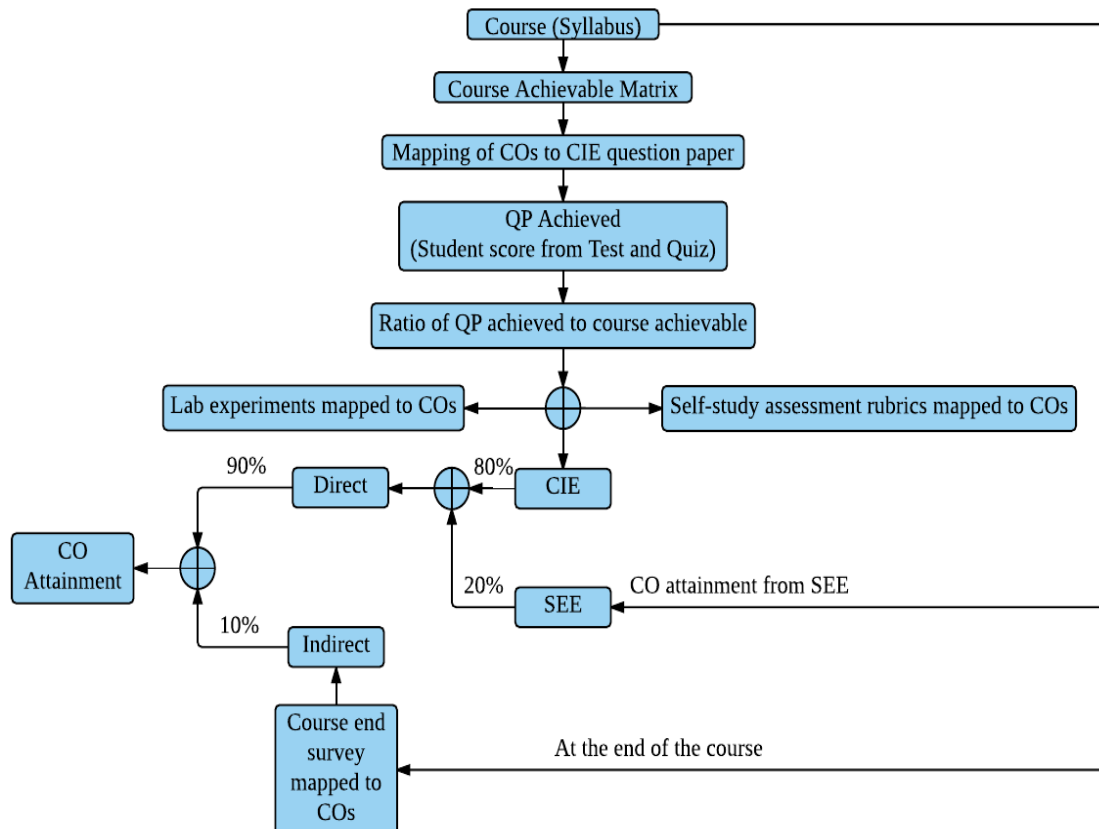 Course (Syllabus)
Course Achievable Matrix
Mapping of COs to CIE question paper
QP Achieved
(Student score from Test and Quiz)
Ratio of QP achieved to course achievable
Lab experiments mapped to COs
Self-study assessment rubrics mapped to COs
90%
Direct
80%
CIE
CO
Attainment
20%
SEE
CO attainment from SEE
10%
Indirect
Course end
survey
mapped to
COs
At the end of the course